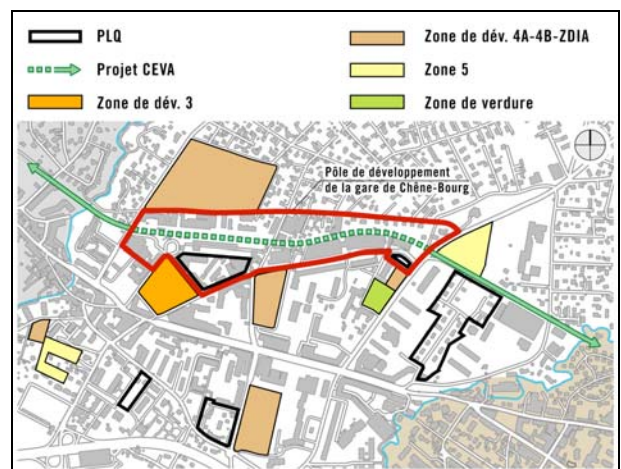 PLQ
Projet CEVA
Zone de dév. 3
Zone de dév. 4A-4B-ZDIA
Zone 5
Zone de verdure
Pôle de développement
de la gare de Chêne-Bourg